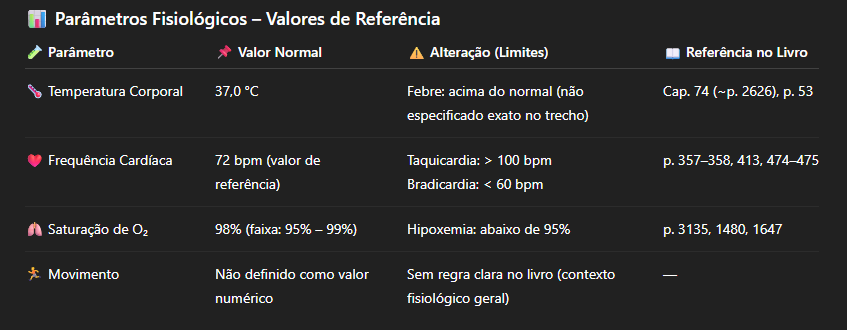 Parâmetros Fisiológicos – Valores de Referência
Parâmetro Valor Normal Alteração (Limites) Referência no Livro
Temperatura Corporal 37,0 °C Febre: acima do normal (não Cap. 74 (~p. 2626), p. 53
especificado exato no trecho)
Frequência Cardíaca 72 bpm (valor de Taquicardia: > 100 bpm p. 357–358, 413, 474–475
referência) Bradicardia: < 60 bpm
Saturação de O₂ 98% (faixa: 95% – 99%) Hipoxemia: abaixo de 95% p. 3135, 1480, 1647
Movimento Não definido como valor Sem regra clara no livro (contexto —
numérico fisiológico geral)